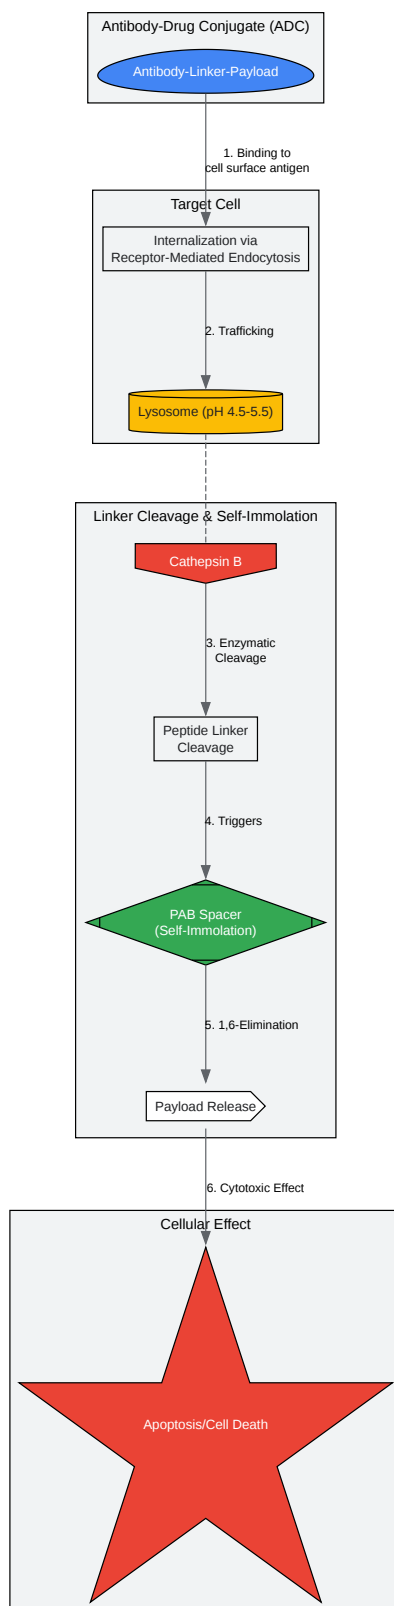 Antibody-Drug Conjugate (ADC)
Antibody-Linker-Payload
1. Binding to
cell surface antigen
Target Cell
Internalization via
Receptor-Mediated Endocytosis
2. Trafficking
Lysosome (pH 4.5-5.5)
Linker Cleavage & Self-Immolation
Cathepsin B
3. Enzymatic
Cleavage
Peptide Linker
Cleavage
4. Triggers
PAB Spacer
(Self-Immolation)
5. 1,6-Elimination
Payload Release
6. Cytotoxic Effect
Cellular Effect
Apoptosis/Cell Death